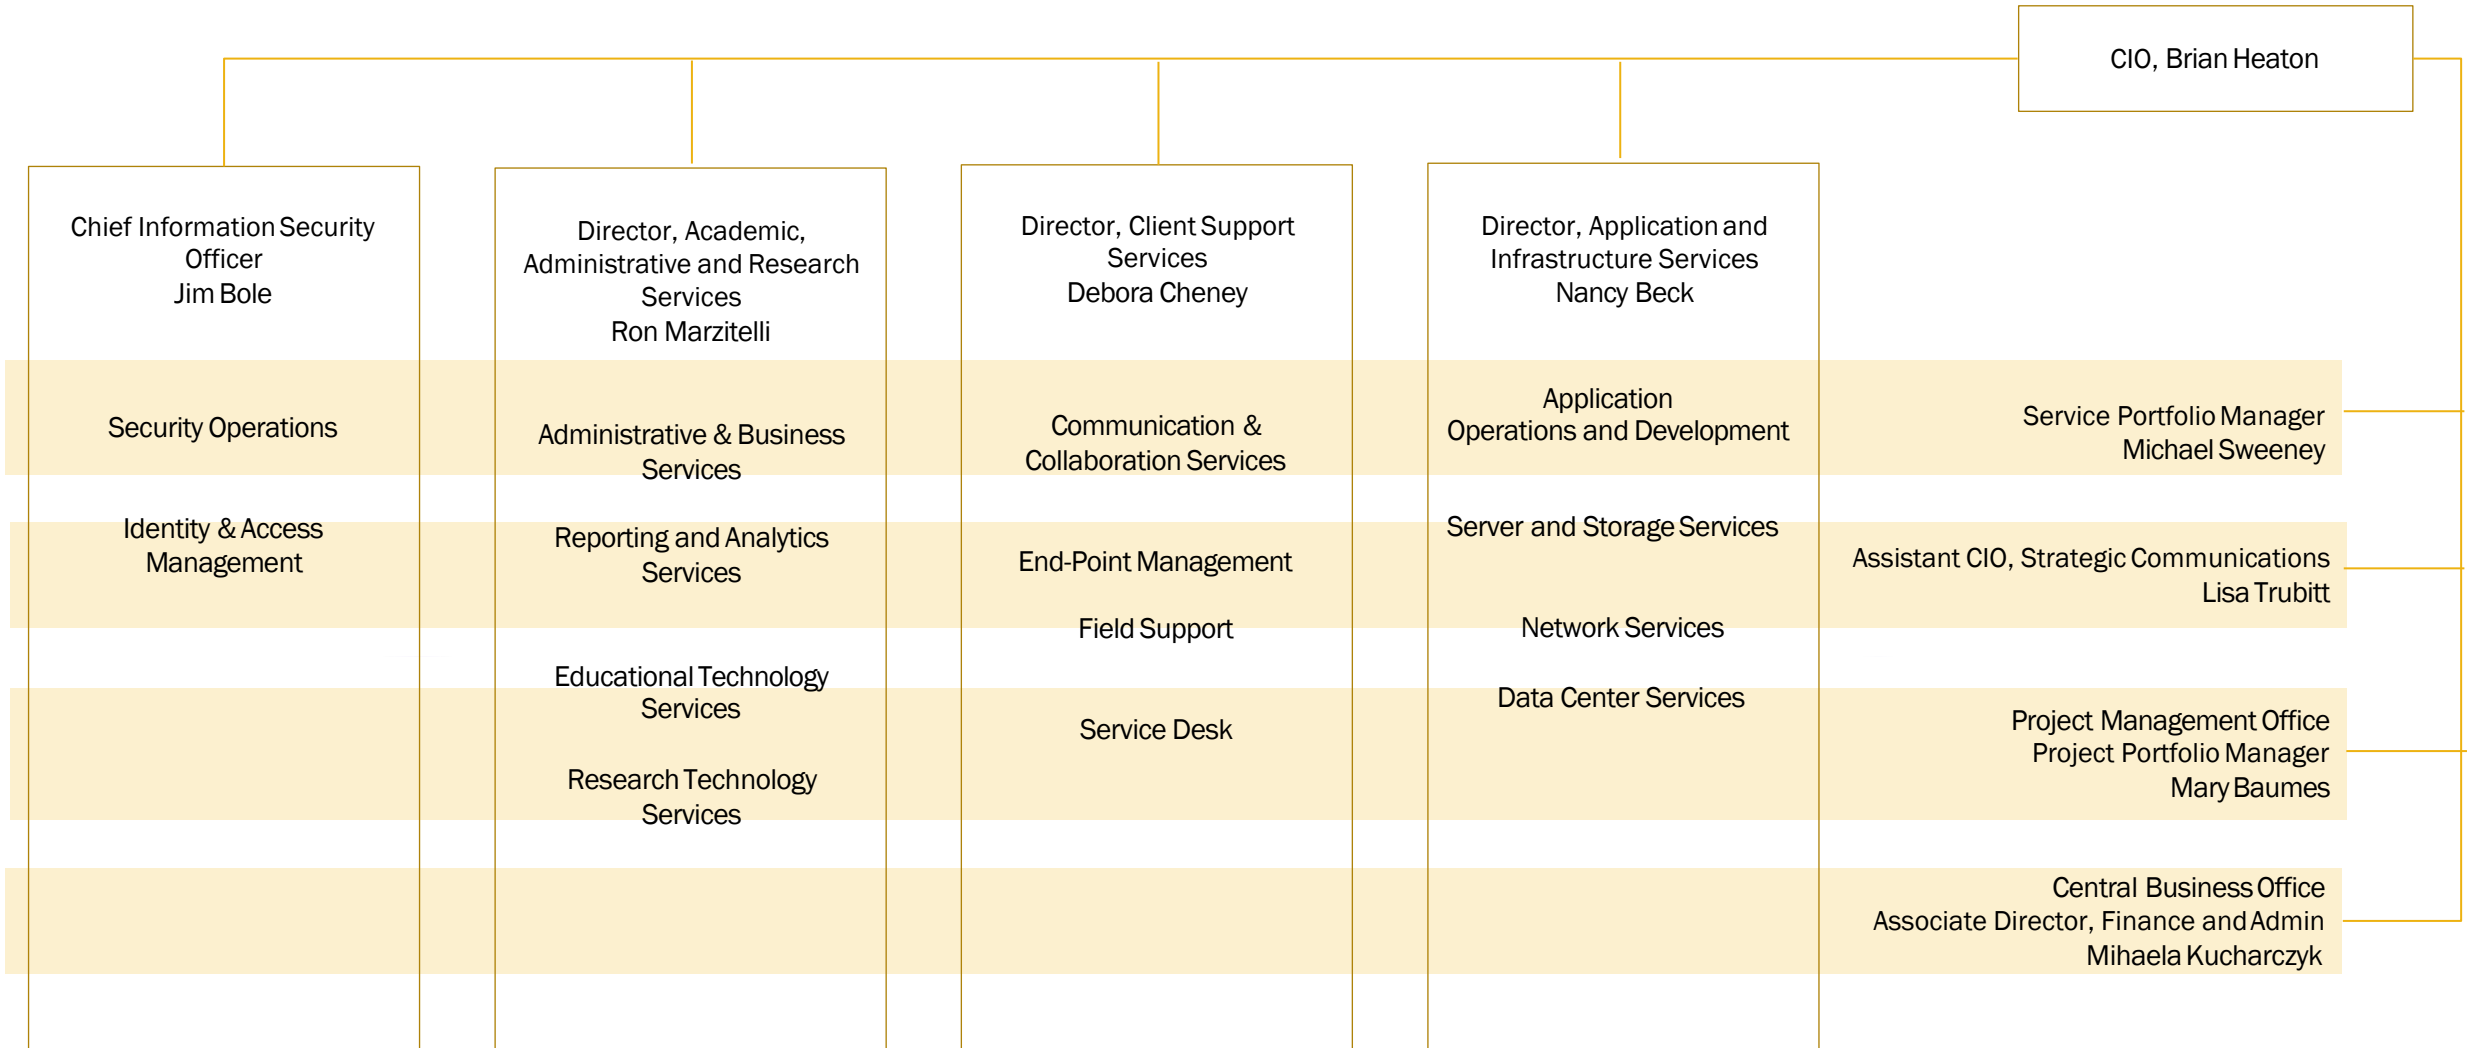 CIO, Brian Heaton
Chief Information Security
Officer
Jim Bole
Director, Academic,
Administrative and Research
Services
Ron Marzitelli
Director, Client Support
Services
Debora Cheney
Director, Application and
Infrastructure Services
Nancy Beck
Security Operations
Identity & Access
Management
Administrative & Business
Services
Reporting and Analytics
Services
Educational Technology
Services
Research Technology
Services
Communication &
Collaboration Services
End-Point Management
Field Support
Service Desk
Application
Operations and Development
Server and Storage Services
Network Services
Data Center Services
Service Portfolio Manager
Michael Sweeney
Assistant CIO, Strategic Communications
Lisa Trubitt
Project Management Office
Project Portfolio Manager
Mary Baumes
Central Business Office
Associate Director, Finance and Admin
Mihaela Kucharczyk